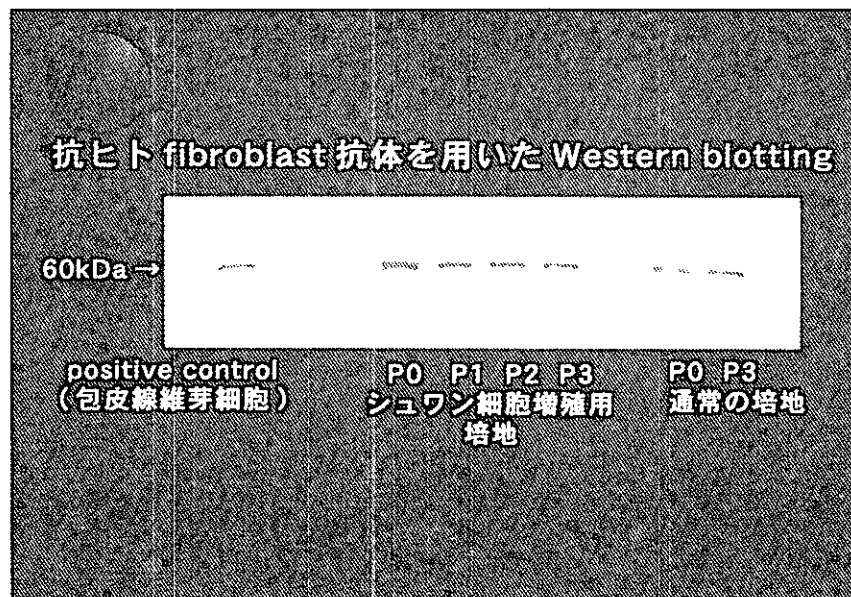 抗ヒト fibroblast 抗体を用いた Western blotting
60kDa →
positive control
（包皮線維芽細胞）
P0 P1 P2 P3
シュワン細胞増殖用
培地
P0 P3
通常の培地